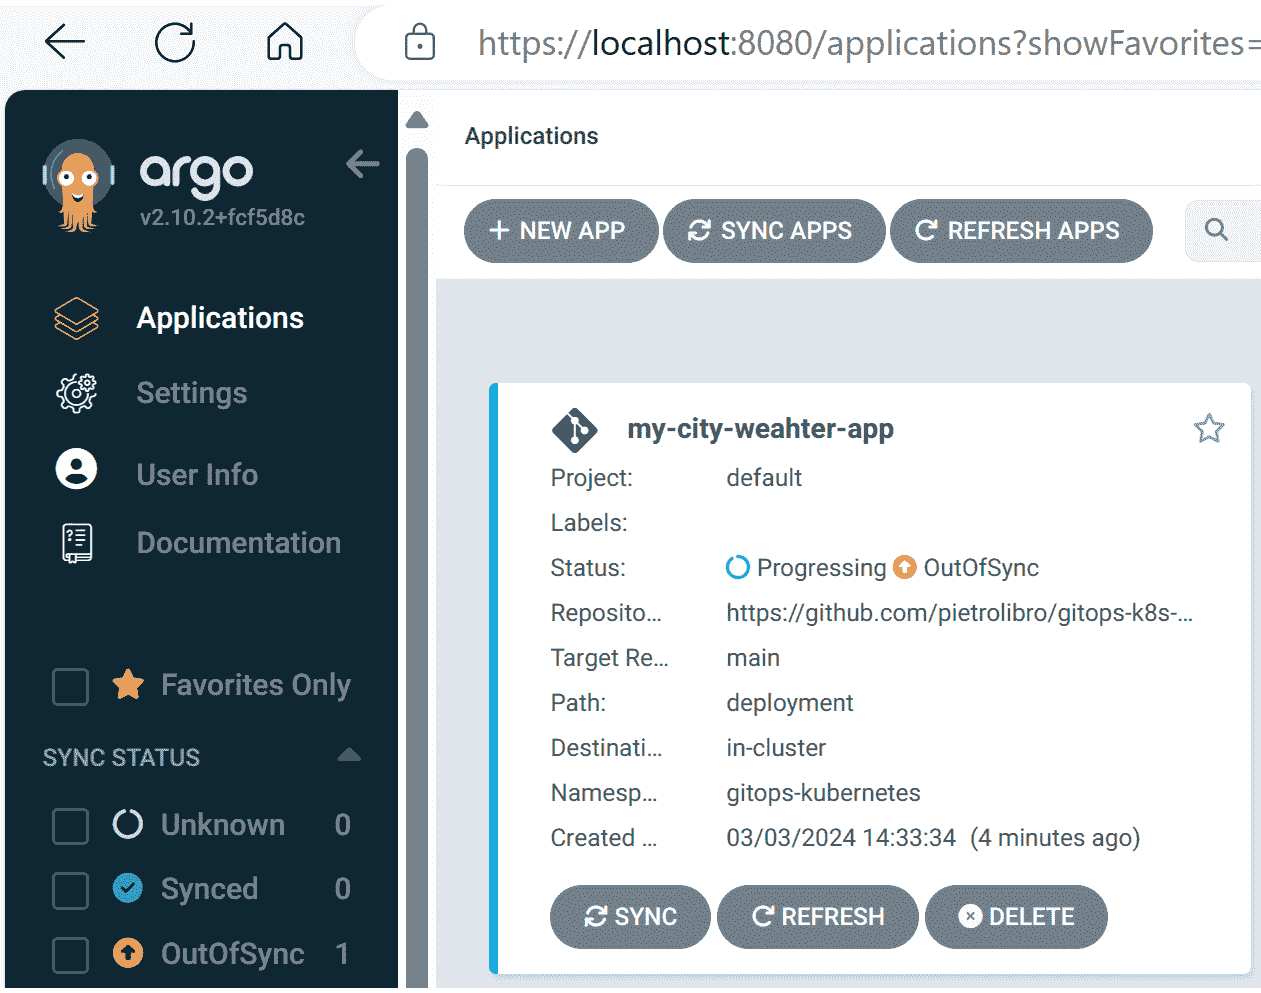 https://localhost:8080/applications?showFavorites=
argo
v2.10.2+fcf5d8c
Applications
Settings
User Info
Documentation
Favorites Only
SYNC STATUS
Unknown 0
Synced 0
OutOfSync 1
Applications
NEW APP SYNC APPS REFRESH APPS
my-city-weahter-app
Project: default
Labels:
Status: Progressing OutOfSync
Reposito... https://github.com/pietrolibro/gitops-k8s-...
Target Re... main
Path: deployment
Destinati... in-cluster
Namesp... gitops-kubernetes
Created ... 03/03/2024 14:33:34 (4 minutes ago)
SYNC REFRESH DELETE